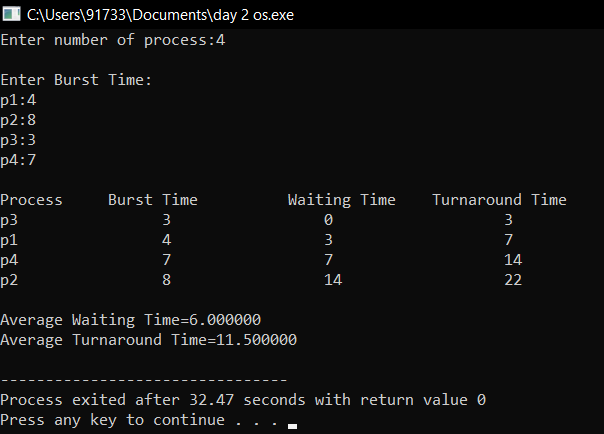 C:\Users\91733\Documents\day 2 os.exe
Enter number of process:4
Enter Burst Time:
p1:4
p2:8
p3:3
p4:7
Process Burst Time Waiting Time Turnaround Time
p3 3 0 3
p1 4 3 7
p4 7 7 14
p2 8 14 22
Average Waiting Time=6.000000
Average Turnaround Time=11.500000
--------------------------------
Process exited after 32.47 seconds with return value 0
Press any key to continue . . .